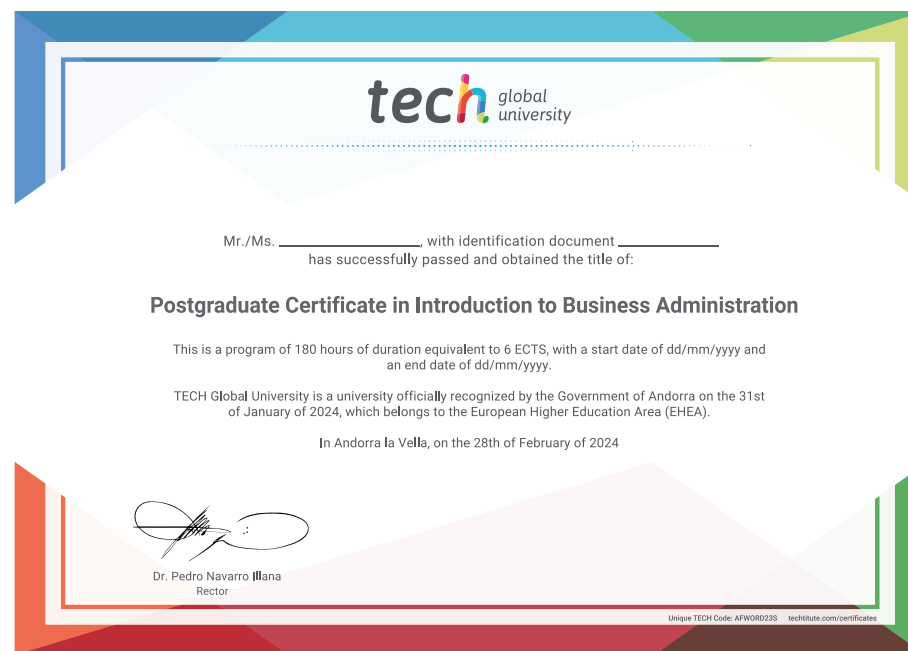 tech global university
Mr./Ms. ____________________, with identification document ______________
has successfully passed and obtained the title of:
Postgraduate Certificate in Introduction to Business Administration
This is a program of 180 hours of duration equivalent to 6 ECTS, with a start date of dd/mm/yyyy and
an end date of dd/mm/yyyy.
TECH Global University is a university officially recognized by the Government of Andorra on the 31st
of January of 2024, which belongs to the European Higher Education Area (EHEA).
In Andorra la Vella, on the 28th of February of 2024
Dr. Pedro Navarro Illana
Rector
Unique TECH Code: AFWORD23S techtitute.com/certificates